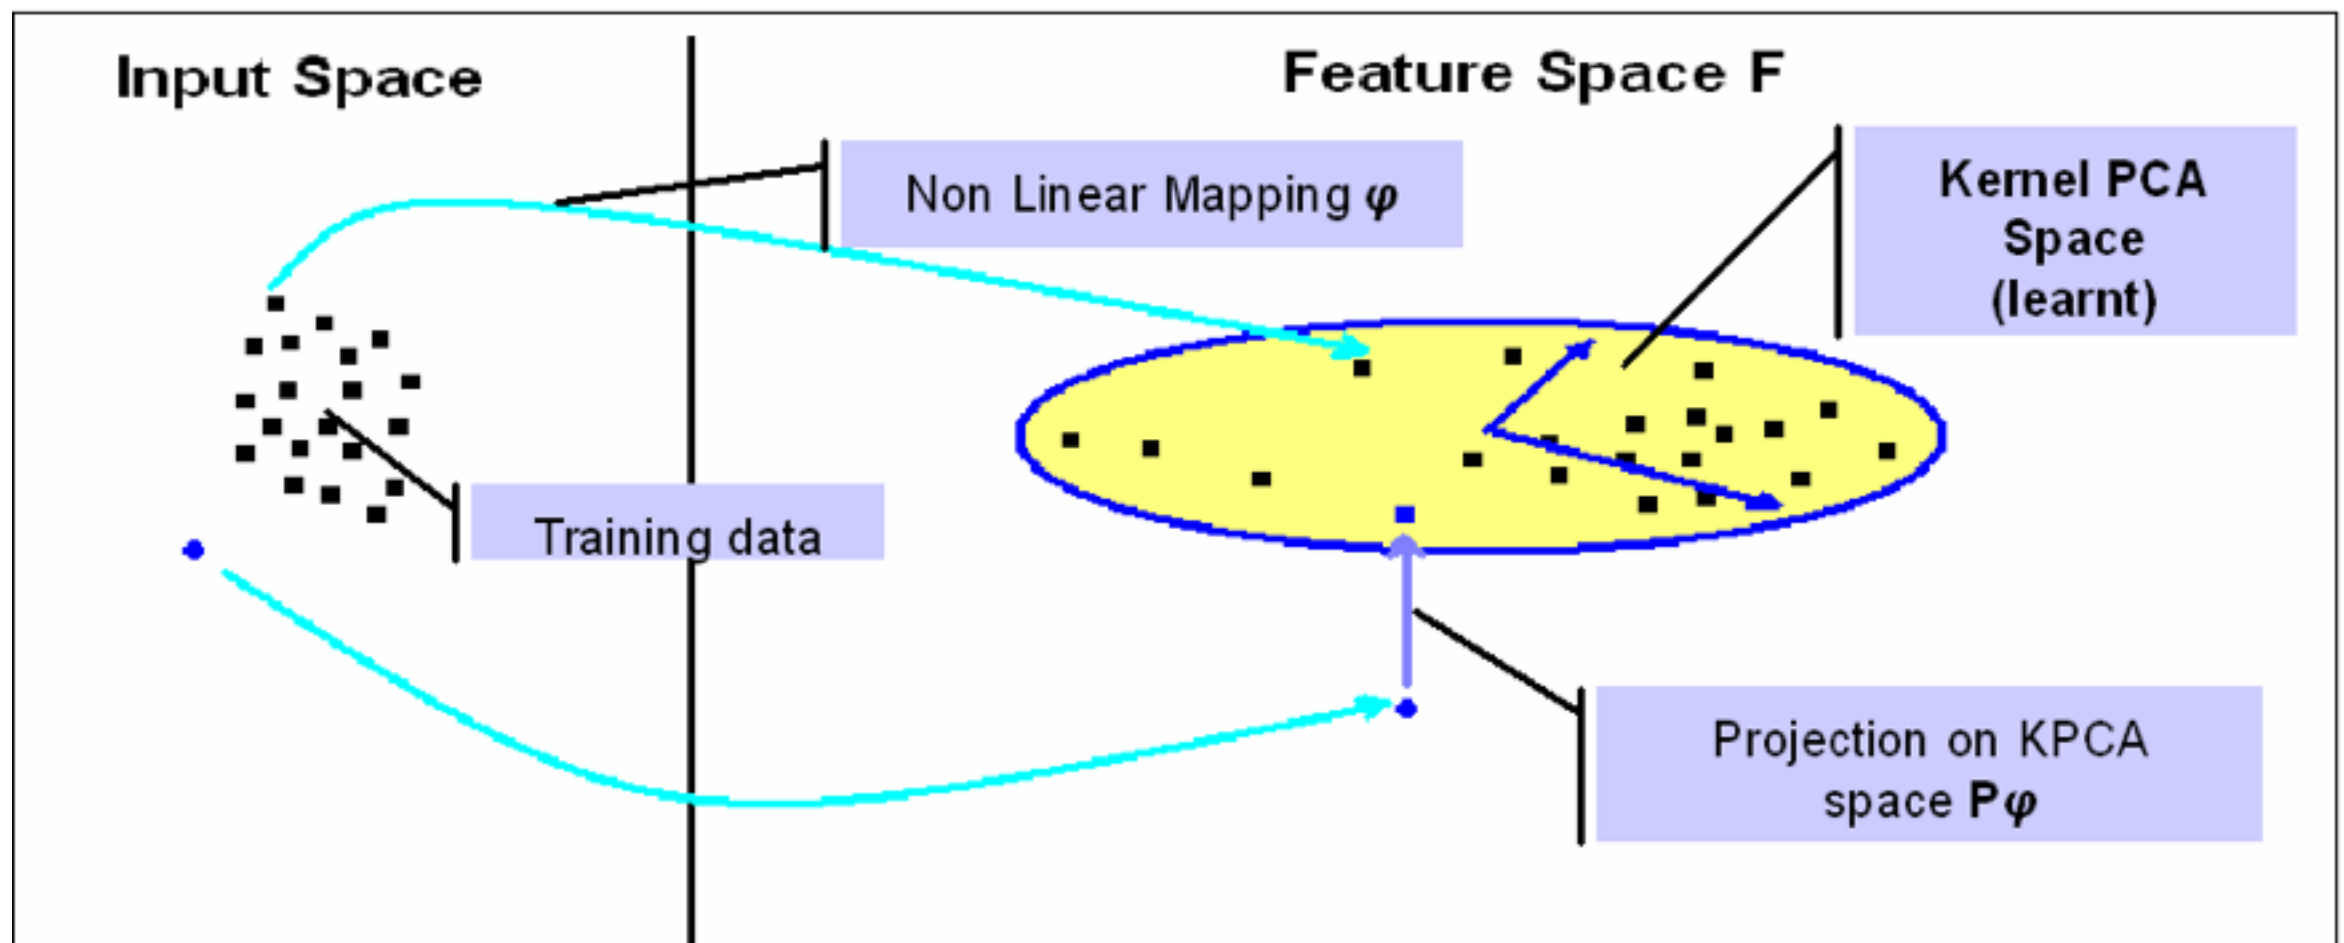 Input Space
Feature Space F
Non Linear Mapping φ
Kernel PCA
Space
(learnt)
Training data
Projection on KPCA
space Pφ